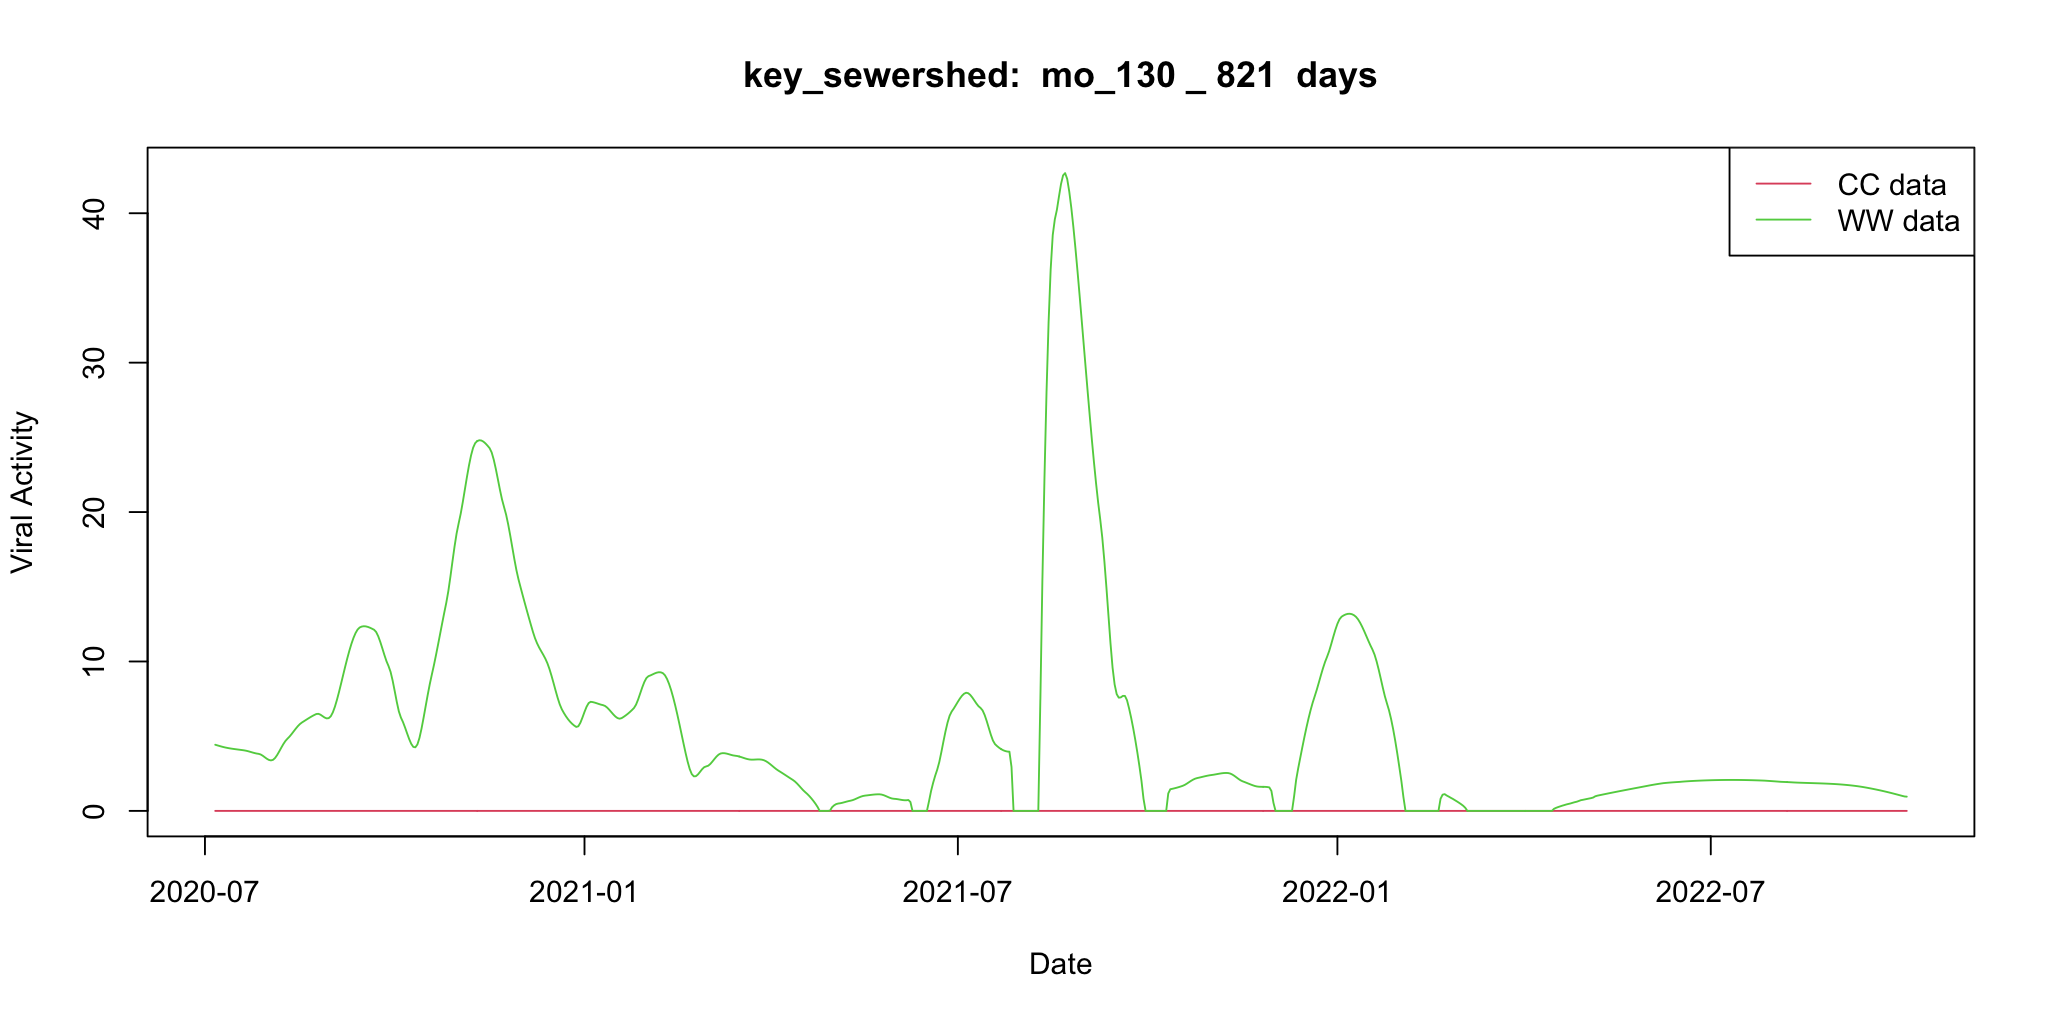 key_sewershed:  mo_130 _ 821  days
CC data
WW data
Viral Activity
40
30
20
10
0
2020-07
2021-01
2021-07
2022-01
2022-07
Date